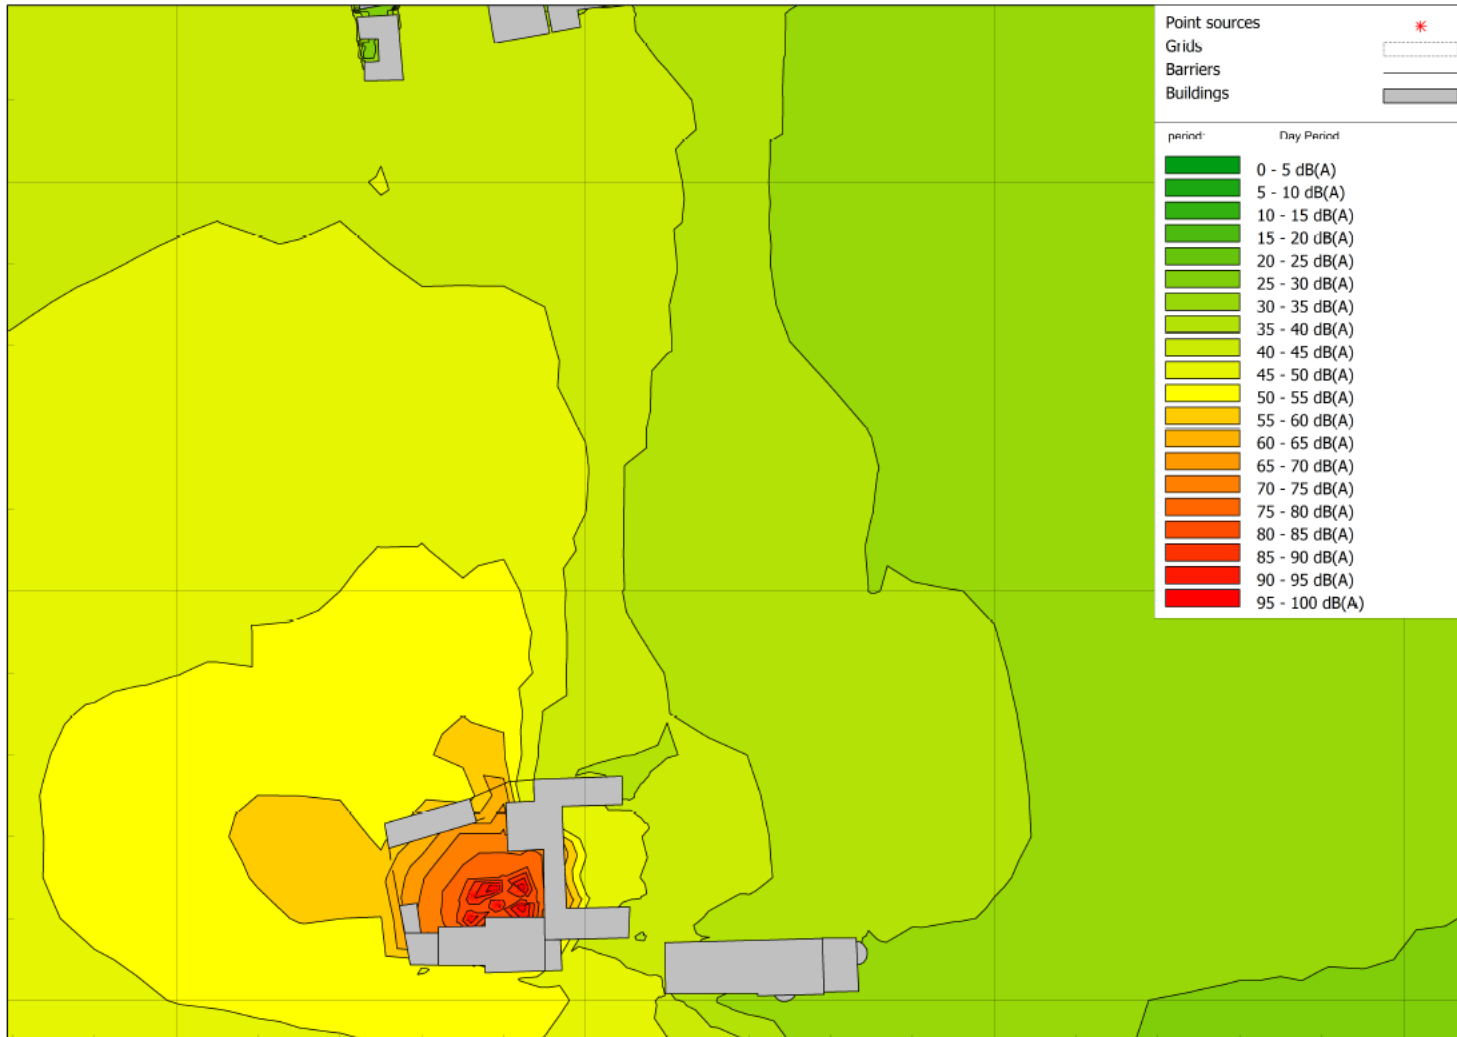 Point sources
Grids
Barriers
Buildings
period: Day Period
0 - 5 dB(A)
5 - 10 dB(A)
10 - 15 dB(A)
15 - 20 dB(A)
20 - 25 dB(A)
25 - 30 dB(A)
30 - 35 dB(A)
35 - 40 dB(A)
40 - 45 dB(A)
45 - 50 dB(A)
50 - 55 dB(A)
55 - 60 dB(A)
60 - 65 dB(A)
65 - 70 dB(A)
70 - 75 dB(A)
75 - 80 dB(A)
80 - 85 dB(A)
85 - 90 dB(A)
90 - 95 dB(A)
95 - 100 dB(A)